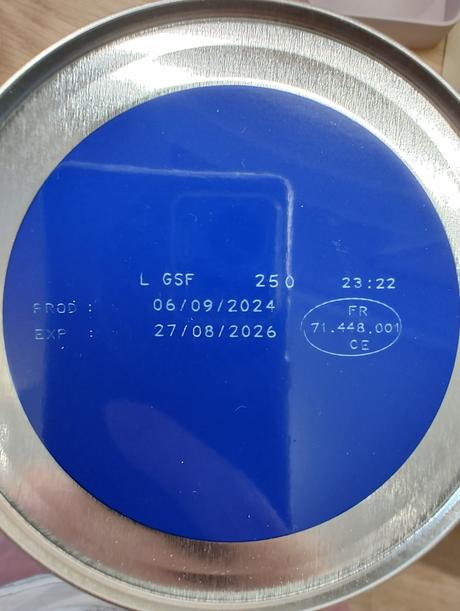 L GSF 250 23:22
PROD : 06/09/2024
EXP : 27/08/2026
FR
71.448.001
CE